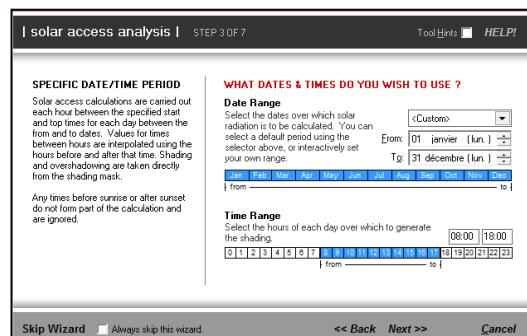 | solar access analysis | STEP 3 OF 7 Tool Hints HELP!
SPECIFIC DATE/TIME PERIOD
Solar access calculations are carried out
each hour between the specified start
and top times for each day between the
from and to dates. Values for times
between hours are interpolated using the
hours before and after that time. Shading
and overshadowing are taken directly
from the shading mask.
Any times before sunrise or after sunset
do not form part of the calculation and
are ignored.
WHAT DATES & TIMES DO YOU WISH TO USE ?
Date Range
Select the dates over which solar
radiation is to be calculated. You can
select a default period using the
selector above, or interactively set
your own range.
<Custom>
From: 01 janvier (lun. )
To: 31 décembre (lun. )
Jan Feb Mar Apr May Jun Jul Aug Sep Oct Nov Dec
from to
Time Range
Select the hours of each day over which to generate
the shading.
08:00 18:00
0 1 2 3 4 5 6 7 8 9 10 11 12 13 14 15 16 17 18 19 20 21 22 23
from to
Skip Wizard Always skip this wizard. << Back Next >> Cancel